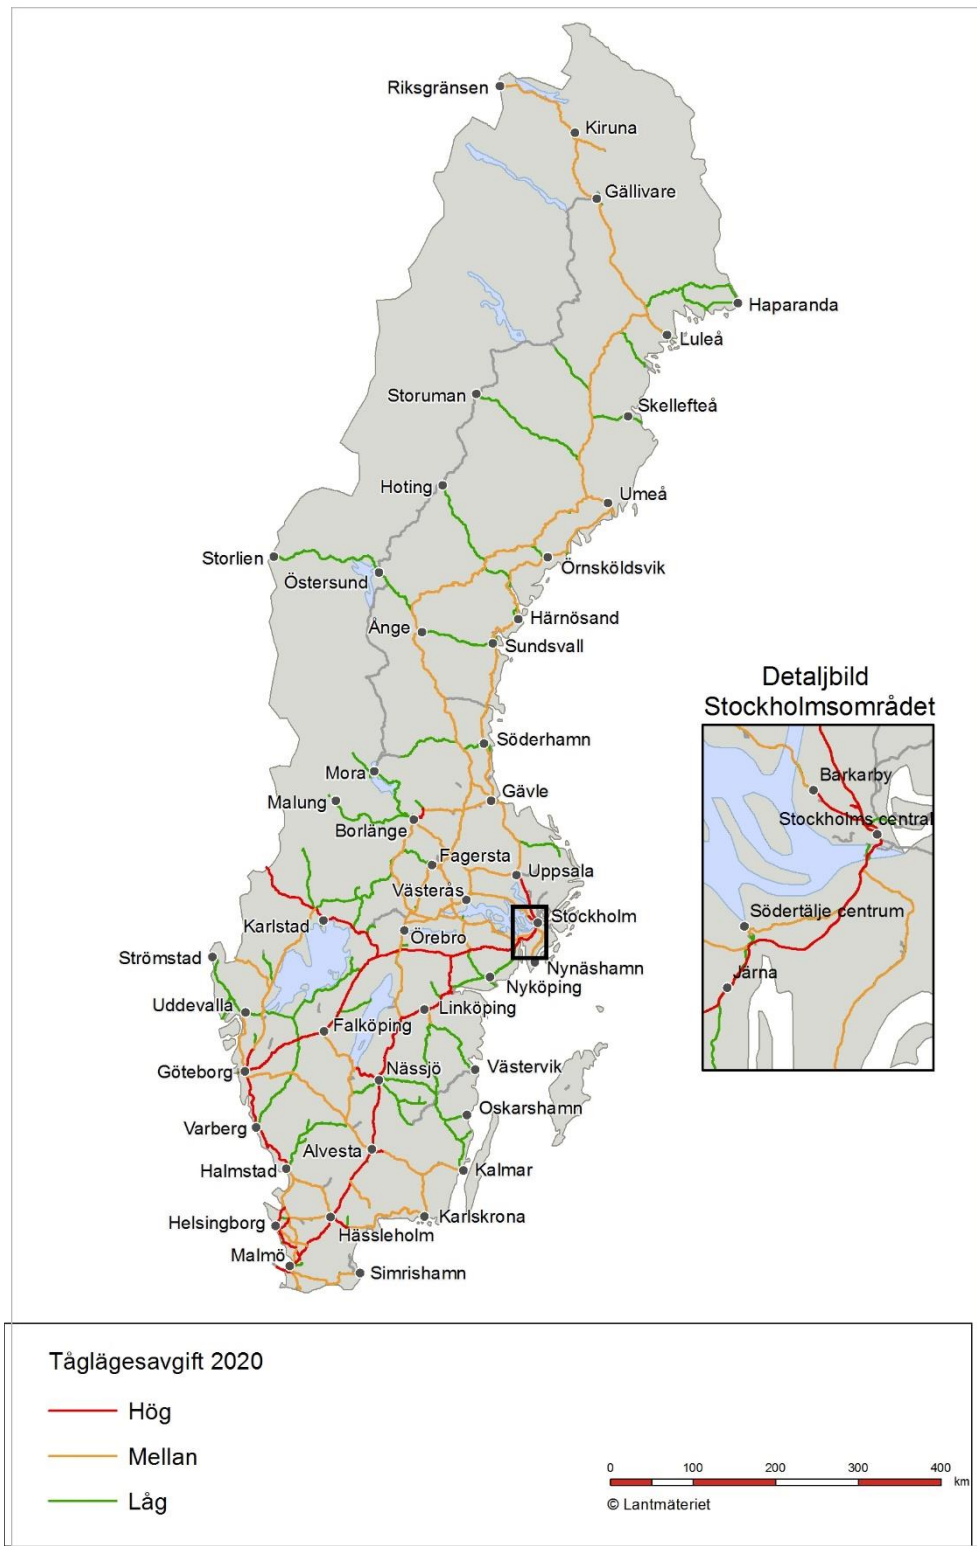 Riksgränsen
Kiruna
Gällivare
Haparanda
Luleå
Storuman
Skellefteå
Hoting
Umeå
Storlien
Örnsköldsvik
Östersund
Härnösand
Ånge
Sundsvall
Detaljbild
Stockholmsområdet
Söderhamn
Mora
Barkarby
Malung
Gävle
Stockholms central
Borlänge
Fagersta
Uppsala
Västerås
Södertälje centrum
Stockholm
Karlstad
Örebro
Strömstad
Nynäshamn
Järna
Nyköping
Uddevalla
Linköping
Falköping
Göteborg
Nässjö
Västervik
Oskarshamn
Varberg
Alvesta
Halmstad
Kalmar
Karlskrona
Helsingborg
Hässleholm
Malmö
Simrishamn
Tåglägesavgift 2020
Hög
Mellan
Låg
0 100 200 300 400
km
© Lantmäteriet